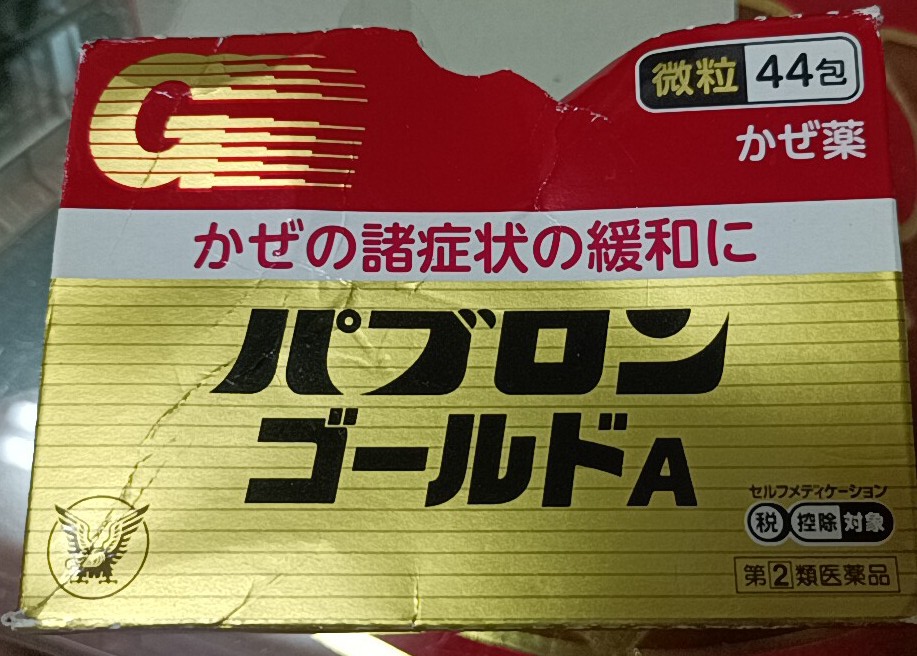 G
微粒 44包
かぜ薬
かぜの諸症状の緩和に
パブロン
ゴールドA
セルフメディケーション
税 控除 対象
第②類医薬品